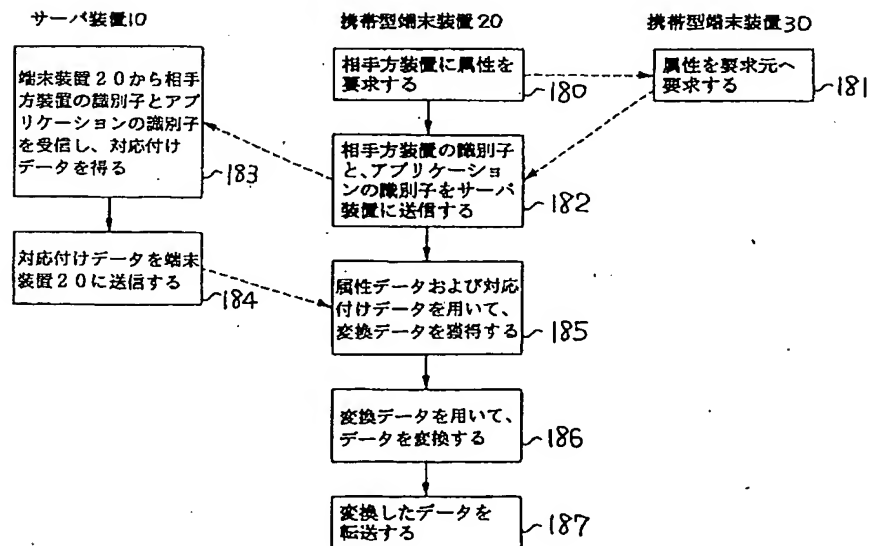 サーバ装置10
携帯型端末装置20
携帯型端末装置30
相手方装置に属性を
要求する
180
属性を要求元へ
要求する
181
端末装置20から相手
方装置の識別子とアプ
リケーションの識別子
を受信し、対応付け
データを得る
183
相手方装置の識別子
と、アプリケーショ
ンの識別子をサーバ
装置に送信する
182
対応付けデータを端末
装置20に送信する
184
属性データおよび対応
付けデータを用いて、
変換データを獲得する
185
変換データを用いて、
データを変換する
186
変換したデータを
転送する
187